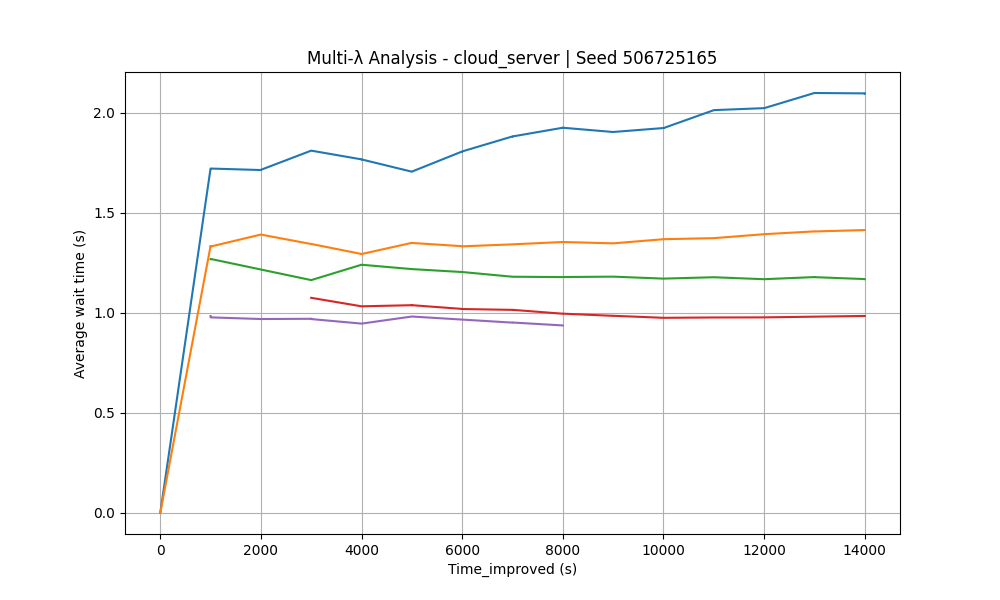 Multi-λ Analysis - cloud_server | Seed 506725165
Average wait time (s)
2.0
1.5
1.0
0.5
0.0
0 2000 4000 6000 8000 10000 12000 14000
Time_improved (s)